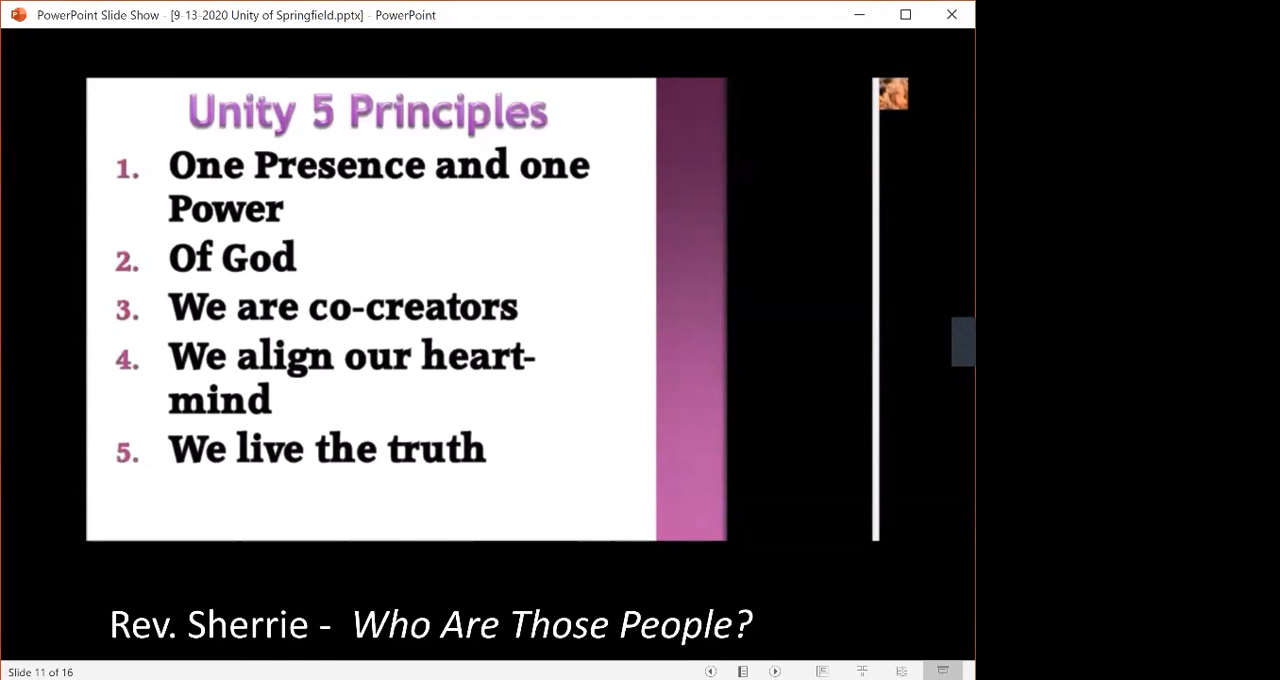 PowerPoint Slide Show - [9-13-2020 Unity of Springfield.pptx] - PowerPoint
Unity 5 Principles
1. One Presence and one
Power
2. Of God
3. We are co-creators
4. We align our heart-
mind
5. We live the truth
Rev. Sherrie - Who Are Those People?
Slide 11 of 16